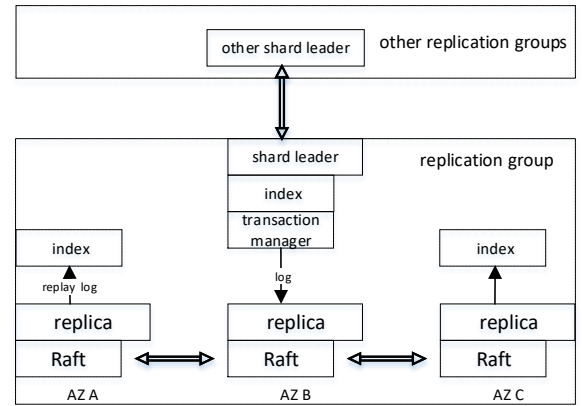 other shard leader
other replication groups
shard leader
replication group
index
transaction
manager
index
index
replay log
log
replica
replica
replica
Raft
Raft
Raft
AZ A
AZ B
AZ C